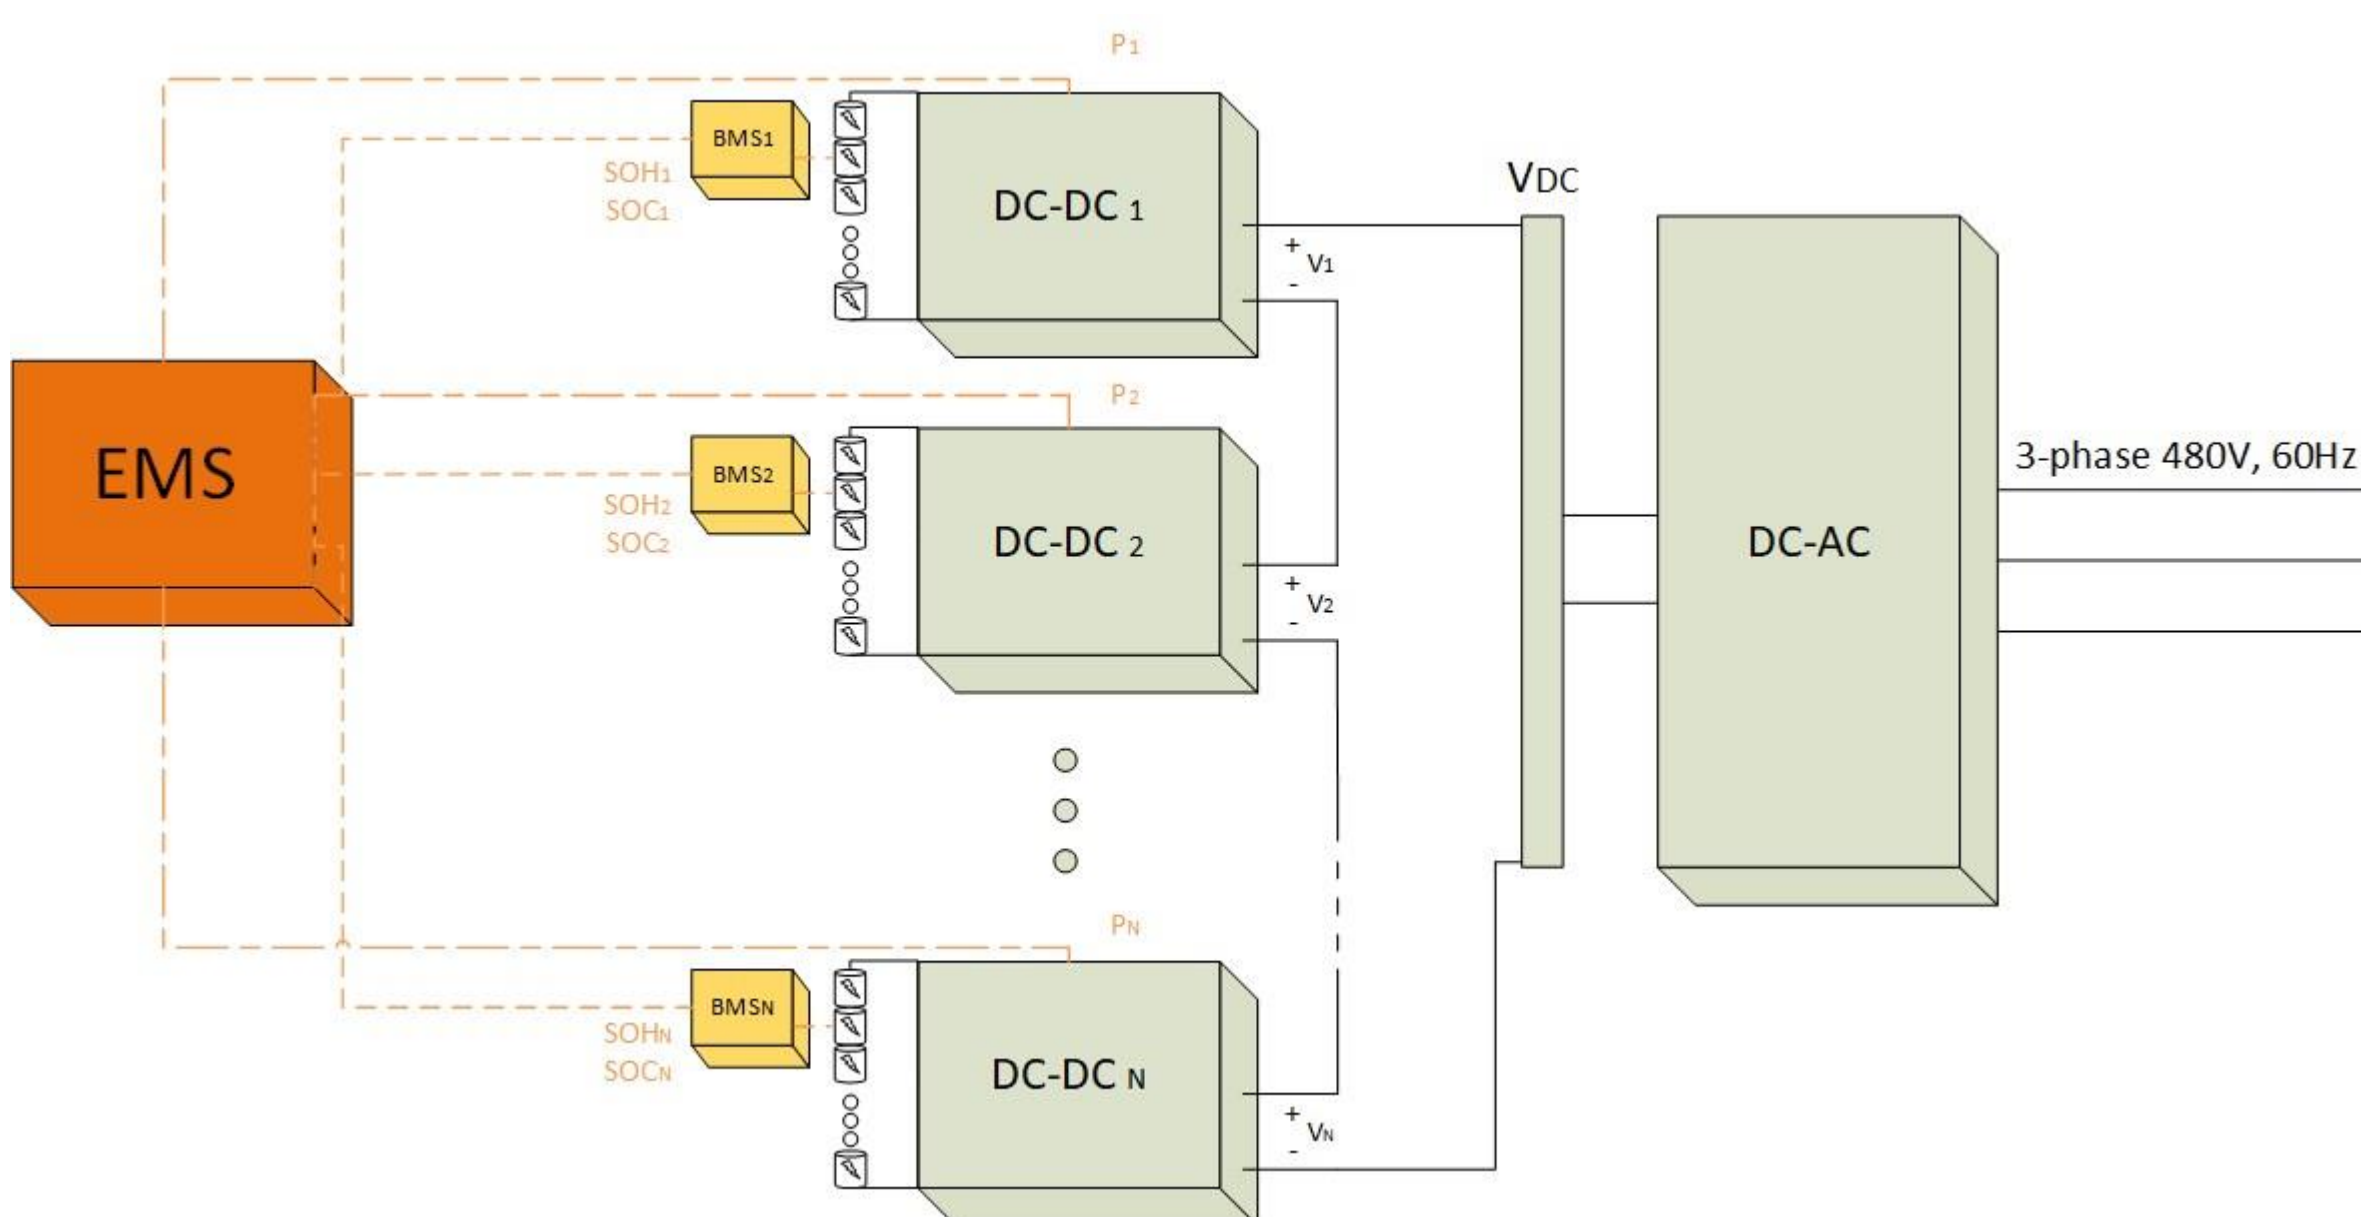 P1
BMS1
SOH1
SOC1
DC-DC 1
+
V1
-
VDC
EMS
P2
BMS2
SOH2
SOC2
DC-DC 2
+
V2
-
DC-AC
3-phase 480V, 60Hz
PN
BMSN
SOHN
SOCN
DC-DC N
+
VN
-